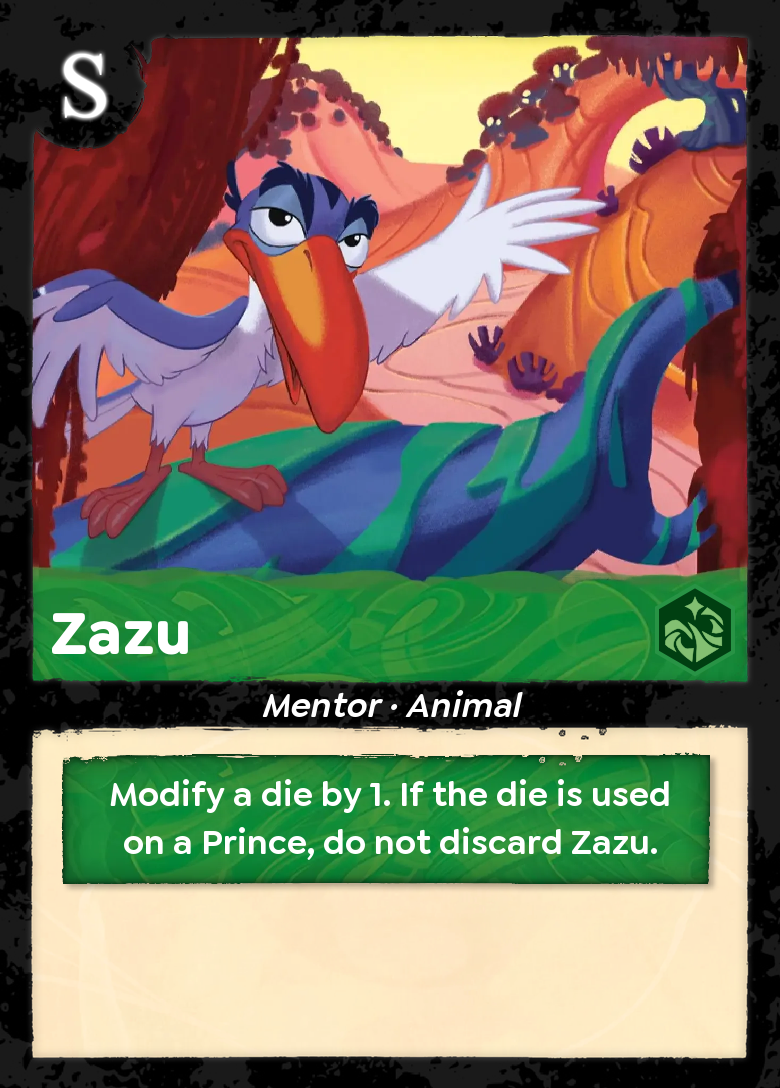 S
Zazu
Mentor · Animal
Modify a die by 1. If the die is used
on a Prince, do not discard Zazu.